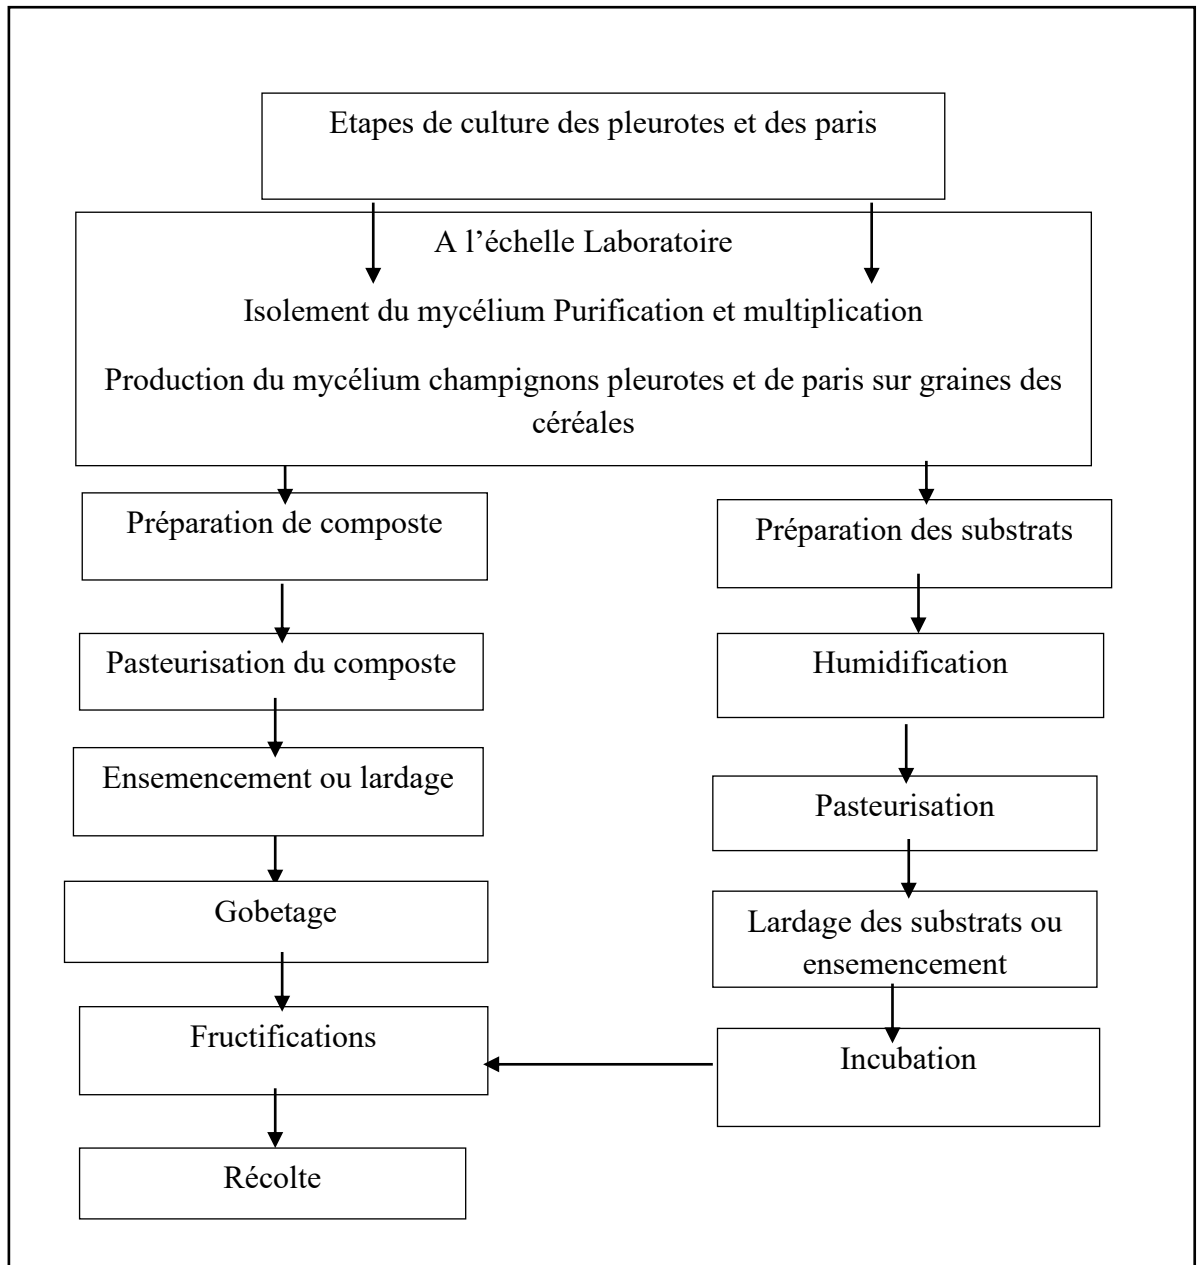 Etapes de culture des pleurotes et des paris
A l’échelle Laboratoire
Isolement du mycélium Purification et multiplication
Production du mycélium champignons pleurotes et de paris sur graines des
céréales
Préparation de composte
Pasteurisation du composte
Ensemencement ou lardage
Gobetage
Fructifications
Récolte
Préparation des substrats
Humidification
Pasteurisation
Lardage des substrats ou
ensemencement
Incubation